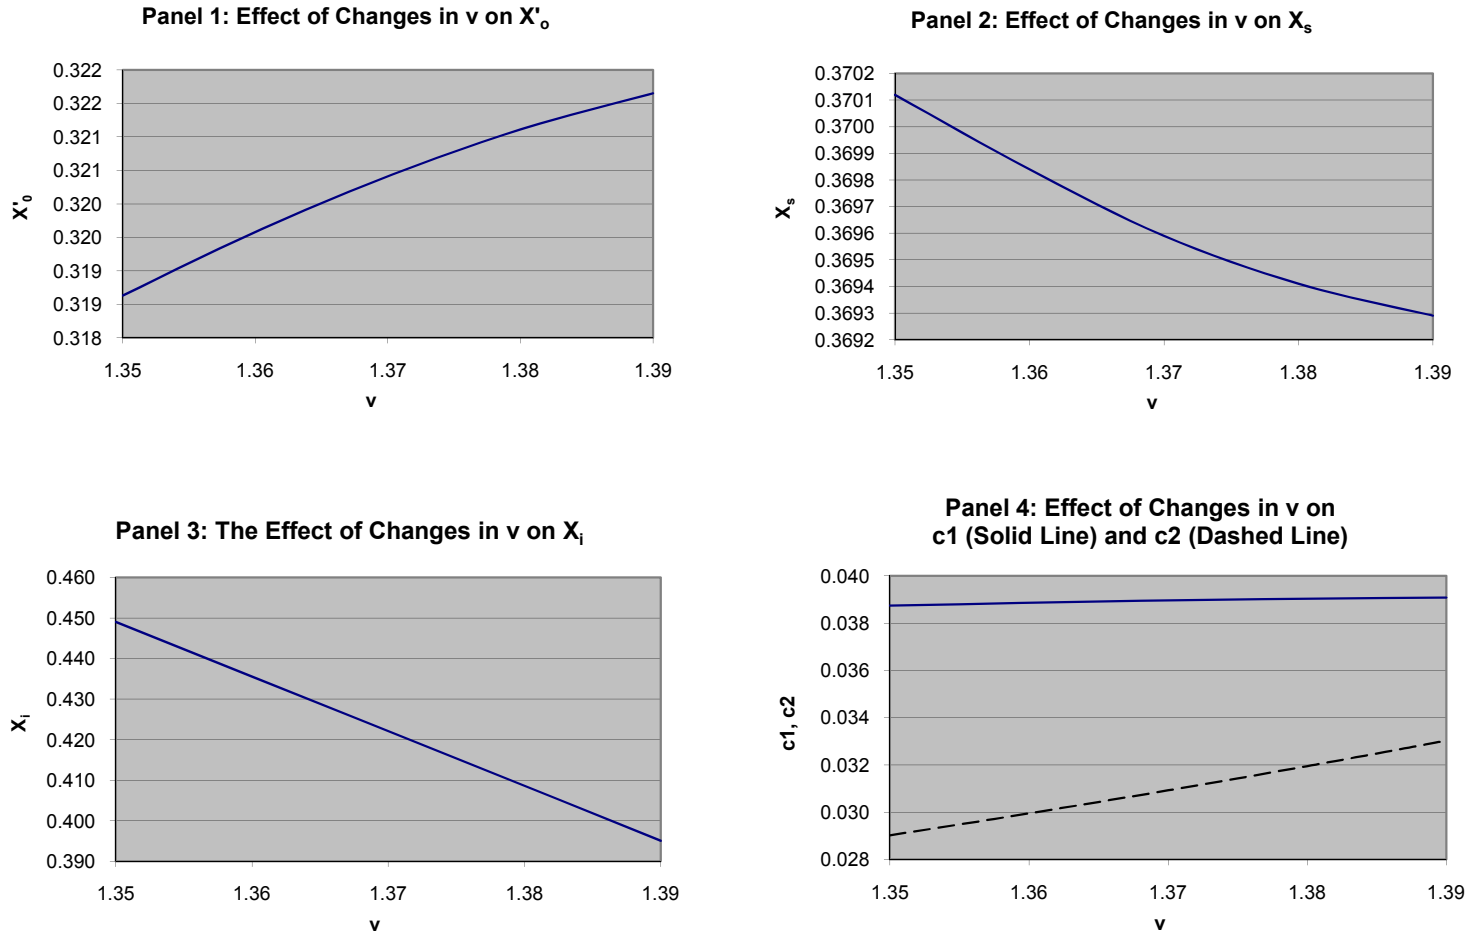 Panel 1: Effect of Changes in v on X'o
0.322
0.322
0.321
0.321
0.320
0.320
0.319
0.319
0.318
X'0
1.35 1.36 1.37 1.38 1.39
v
Panel 2: Effect of Changes in v on Xs
0.3702
0.3701
0.3700
0.3699
0.3698
0.3697
0.3696
0.3695
0.3694
0.3693
0.3692
Xs
1.35 1.36 1.37 1.38 1.39
v
Panel 3: The Effect of Changes in v on Xi
0.460
0.450
0.440
0.430
0.420
0.410
0.400
0.390
Xi
1.35 1.36 1.37 1.38 1.39
v
Panel 4: Effect of Changes in v on
c1 (Solid Line) and c2 (Dashed Line)
0.040
0.038
0.036
0.034
0.032
0.030
0.028
c1, c2
1.35 1.36 1.37 1.38 1.39
v